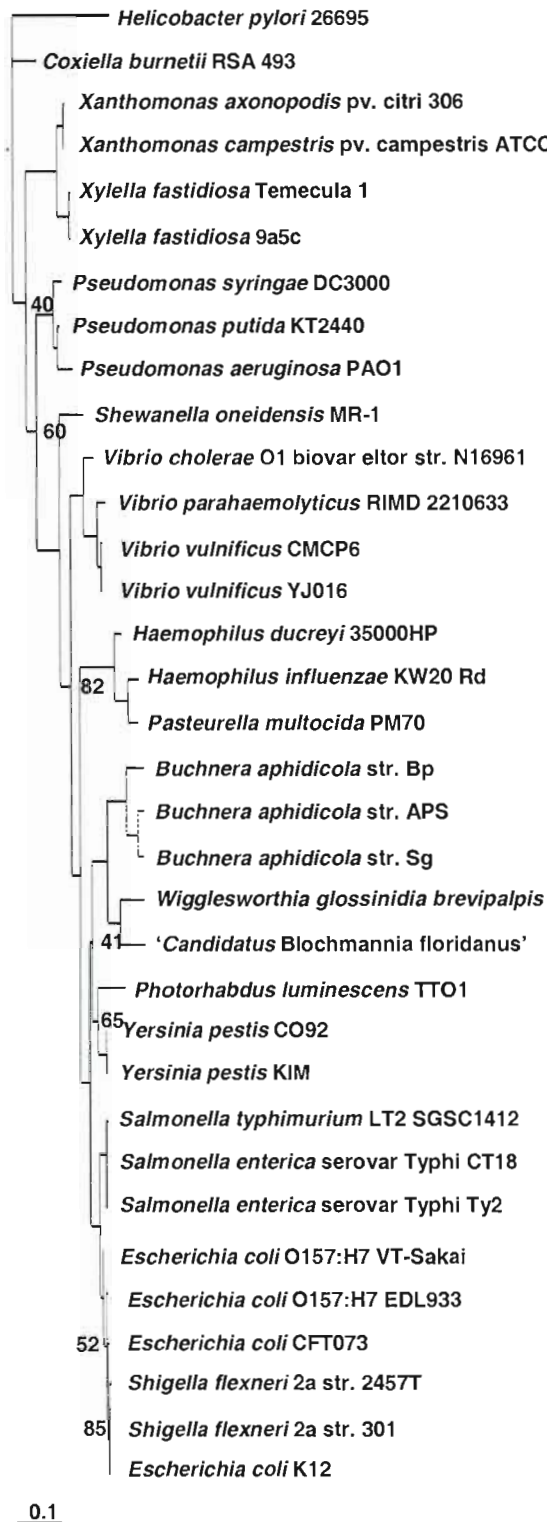 Helicobacter pylori 26695
Coxiella burnetii RSA 493
Xanthomonas axonopodis pv. citri 306
Xanthomonas campestris pv. campestris ATCC
Xylella fastidiosa Temecula 1
Xylella fastidiosa 9a5c
Pseudomonas syringae DC3000
40
Pseudomonas putida KT2440
Pseudomonas aeruginosa PAO1
Shewanella oneidensis MR-1
60
Vibrio cholerae O1 biovar eltor str. N16961
Vibrio parahaemolyticus RIMD 2210633
Vibrio vulnificus CMCP6
Vibrio vulnificus YJ016
Haemophilus ducreyi 35000HP
Haemophilus influenzae KW20 Rd
82
Pasteurella multocida PM70
Buchnera aphidicola str. Bp
Buchnera aphidicola str. APS
Buchnera aphidicola str. Sg
Wigglesworthia glossinidia brevipalpis
41 'Candidatus Blochmannia floridanus'
Photorhabdus luminescens TTO1
65 Yersinia pestis CO92
Yersinia pestis KIM
Salmonella typhimurium LT2 SGSC1412
Salmonella enterica serovar Typhi CT18
Salmonella enterica serovar Typhi Ty2
Escherichia coli O157:H7 VT-Sakai
Escherichia coli O157:H7 EDL933
52 Escherichia coli CFT073
Shigella flexneri 2a str. 2457T
85 Shigella flexneri 2a str. 301
Escherichia coli K12
0.1